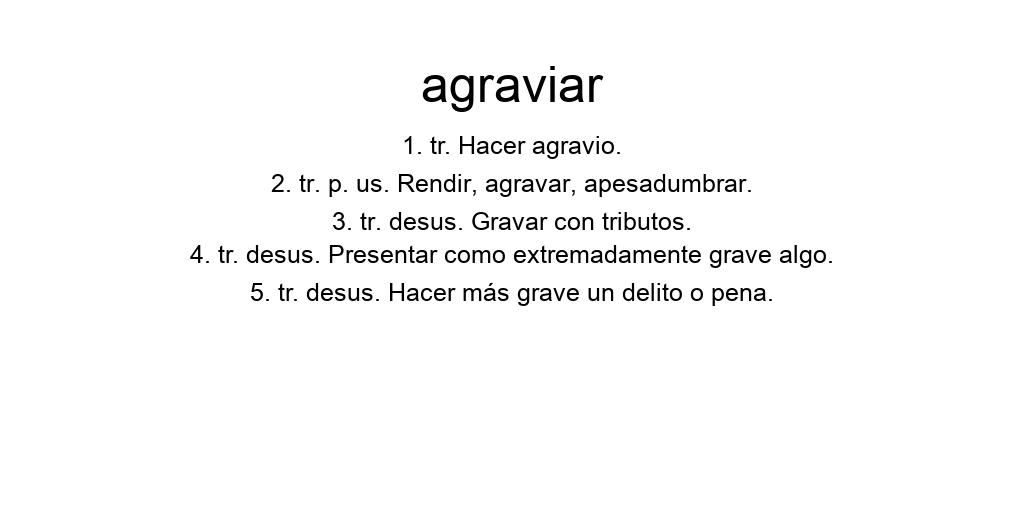 agraviar
1. tr. Hacer agravio.
2. tr. p. us. Rendir, agravar, apesadumbrar.
3. tr. desus. Gravar con tributos.
4. tr. desus. Presentar como extremadamente grave algo.
5. tr. desus. Hacer más grave un delito o pena.